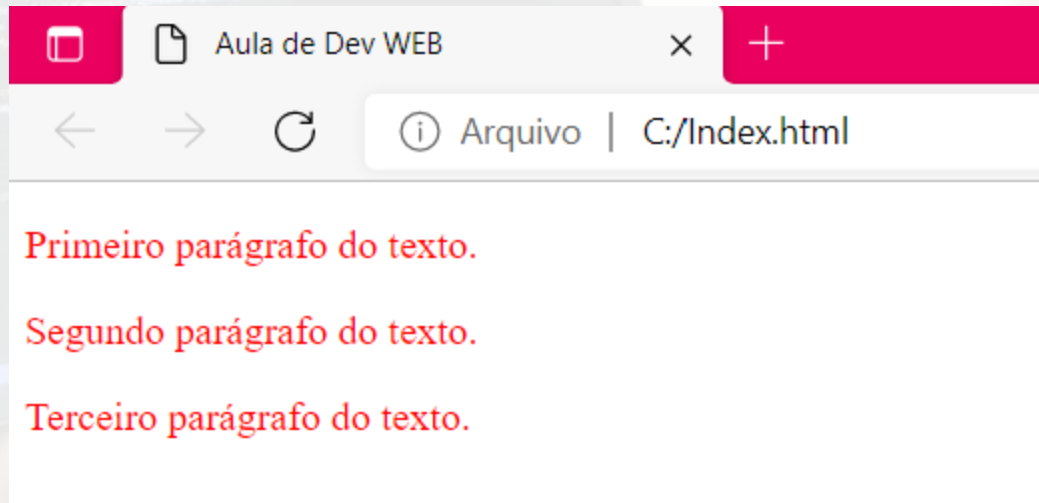 Aula de Dev WEB
Arquivo | C:/Index.html
Primeiro parágrafo do texto.
Segundo parágrafo do texto.
Terceiro parágrafo do texto.